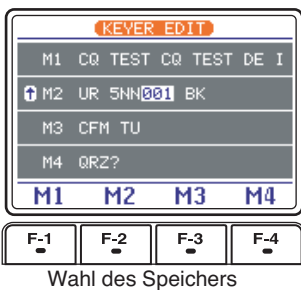 KEYER EDIT
M1 CQ TEST CQ TEST DE I
↑ M2 UR 5NN001 BK
M3 CFM TU
M4 QRZ?
M1 M2 M3 M4
F-1 F-2 F-3 F-4
Wahl des Speichers